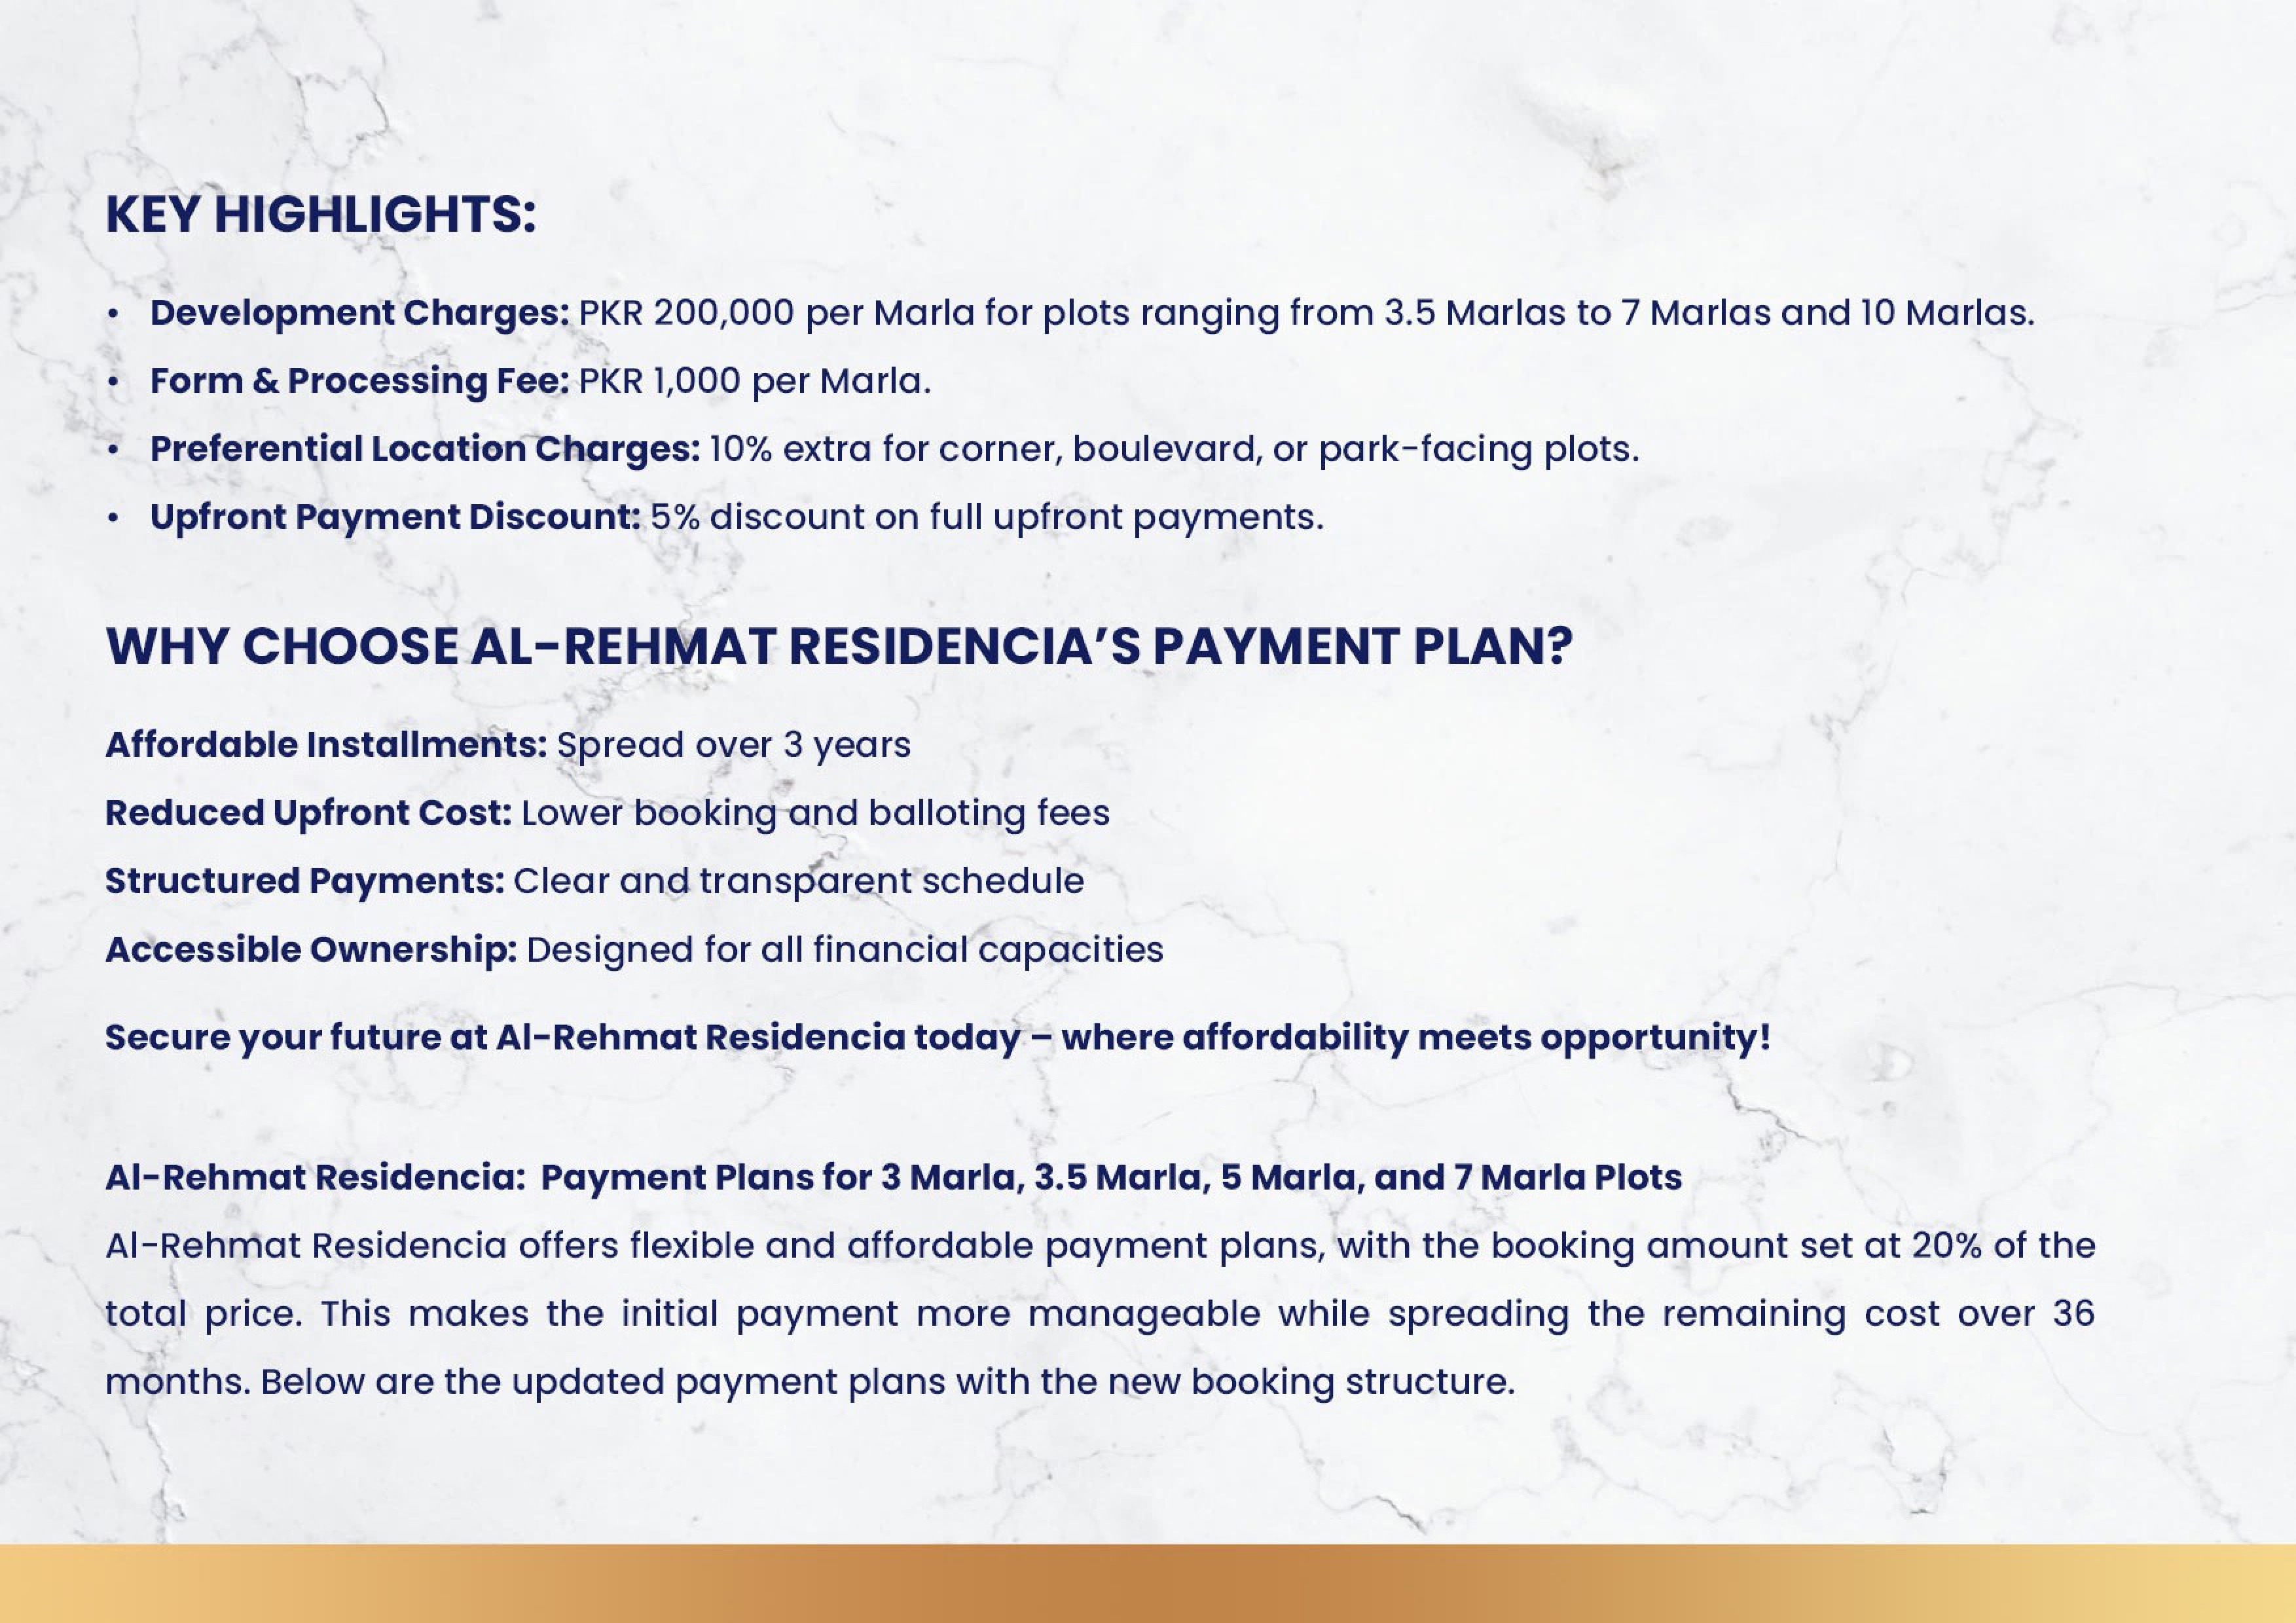 KEY HIGHLIGHTS:
• Development Charges: PKR 200,000 per Marla for plots ranging from 3.5 Marlas to 7 Marlas and 10 Marlas.
• Form & Processing Fee: PKR 1,000 per Marla.
• Preferential Location Charges: 10% extra for corner, boulevard, or park-facing plots.
• Upfront Payment Discount: 5% discount on full upfront payments.
WHY CHOOSE AL-REHMAT RESIDENCIA’S PAYMENT PLAN?
Affordable Installments: Spread over 3 years
Reduced Upfront Cost: Lower booking and balloting fees
Structured Payments: Clear and transparent schedule
Accessible Ownership: Designed for all financial capacities
Secure your future at Al-Rehmat Residencia today – where affordability meets opportunity!
Al-Rehmat Residencia: Payment Plans for 3 Marla, 3.5 Marla, 5 Marla, and 7 Marla Plots
Al-Rehmat Residencia offers flexible and affordable payment plans, with the booking amount set at 20% of the
total price. This makes the initial payment more manageable while spreading the remaining cost over 36
months. Below are the updated payment plans with the new booking structure.